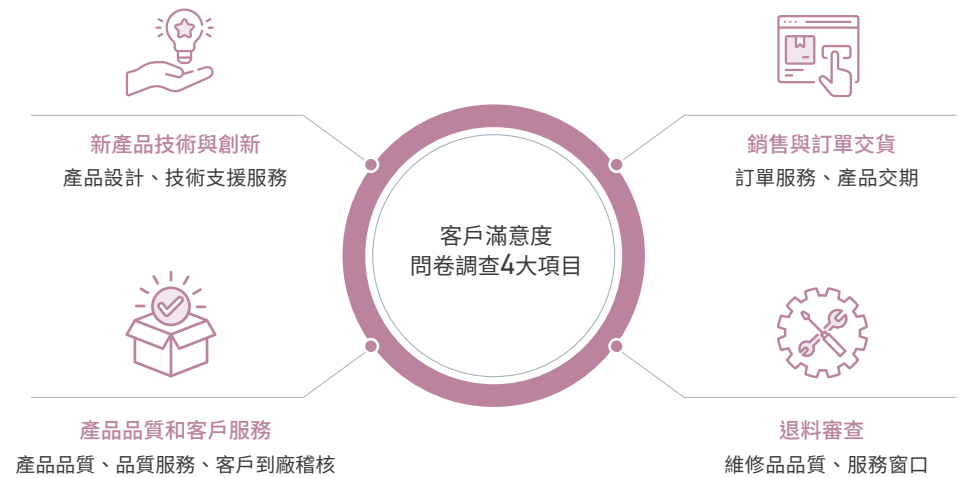 新產品技術與創新
產品設計、技術支援服務
銷售與訂單交貨
訂單服務、產品交期
客戶滿意度
問卷調查4大項目
產品品質和客戶服務
產品品質、品質服務、客戶到廠稽核
退料審查
維修品品質、服務窗口